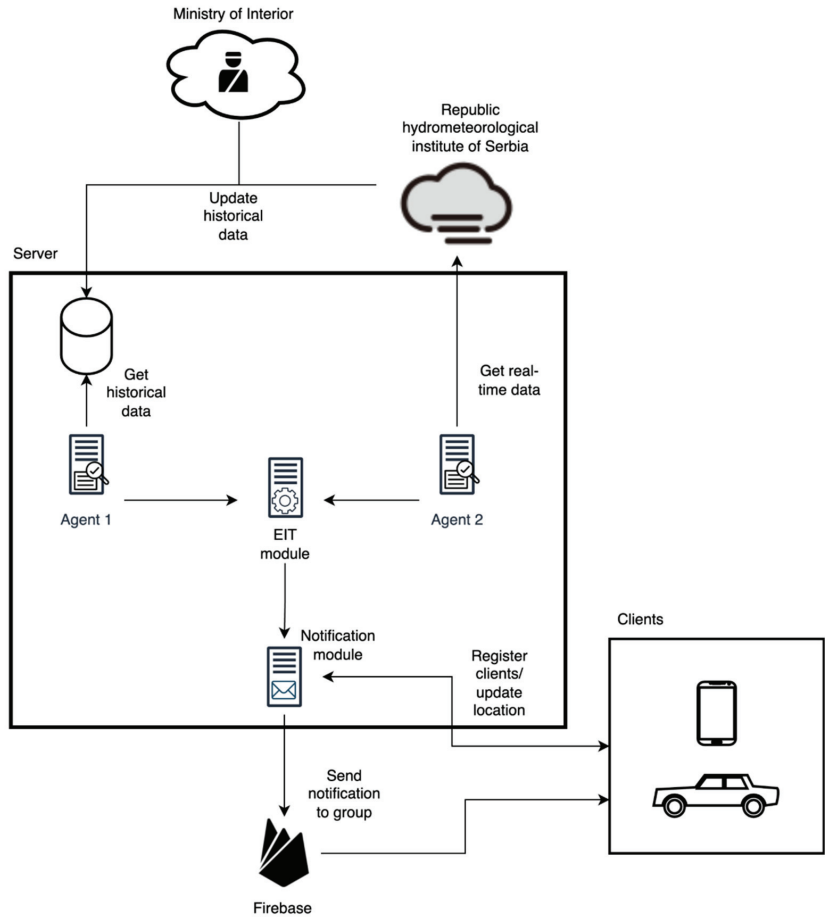 Ministry of Interior
Republic
hydrometeorological
institute of Serbia
Update
historical
data
Server
Get
historical
data
Get real-
time data
Agent 1
EIT
module
Agent 2
Notification
module
Register
clients/
update
location
Clients
Send
notification
to group
Firebase